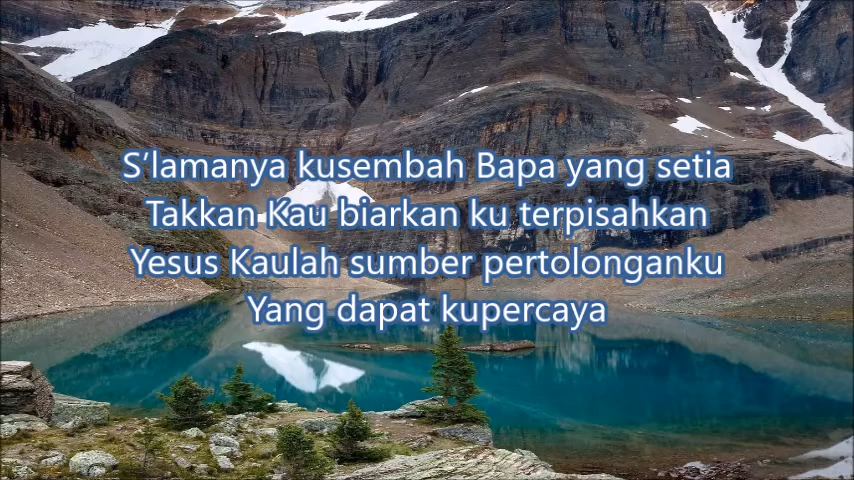 S’lamanya kusembah Bapa yang setia
Takkan Kau biarkan ku terpisahkan
Yesus Kaulah sumber pertolonganku
Yang dapat kupercaya